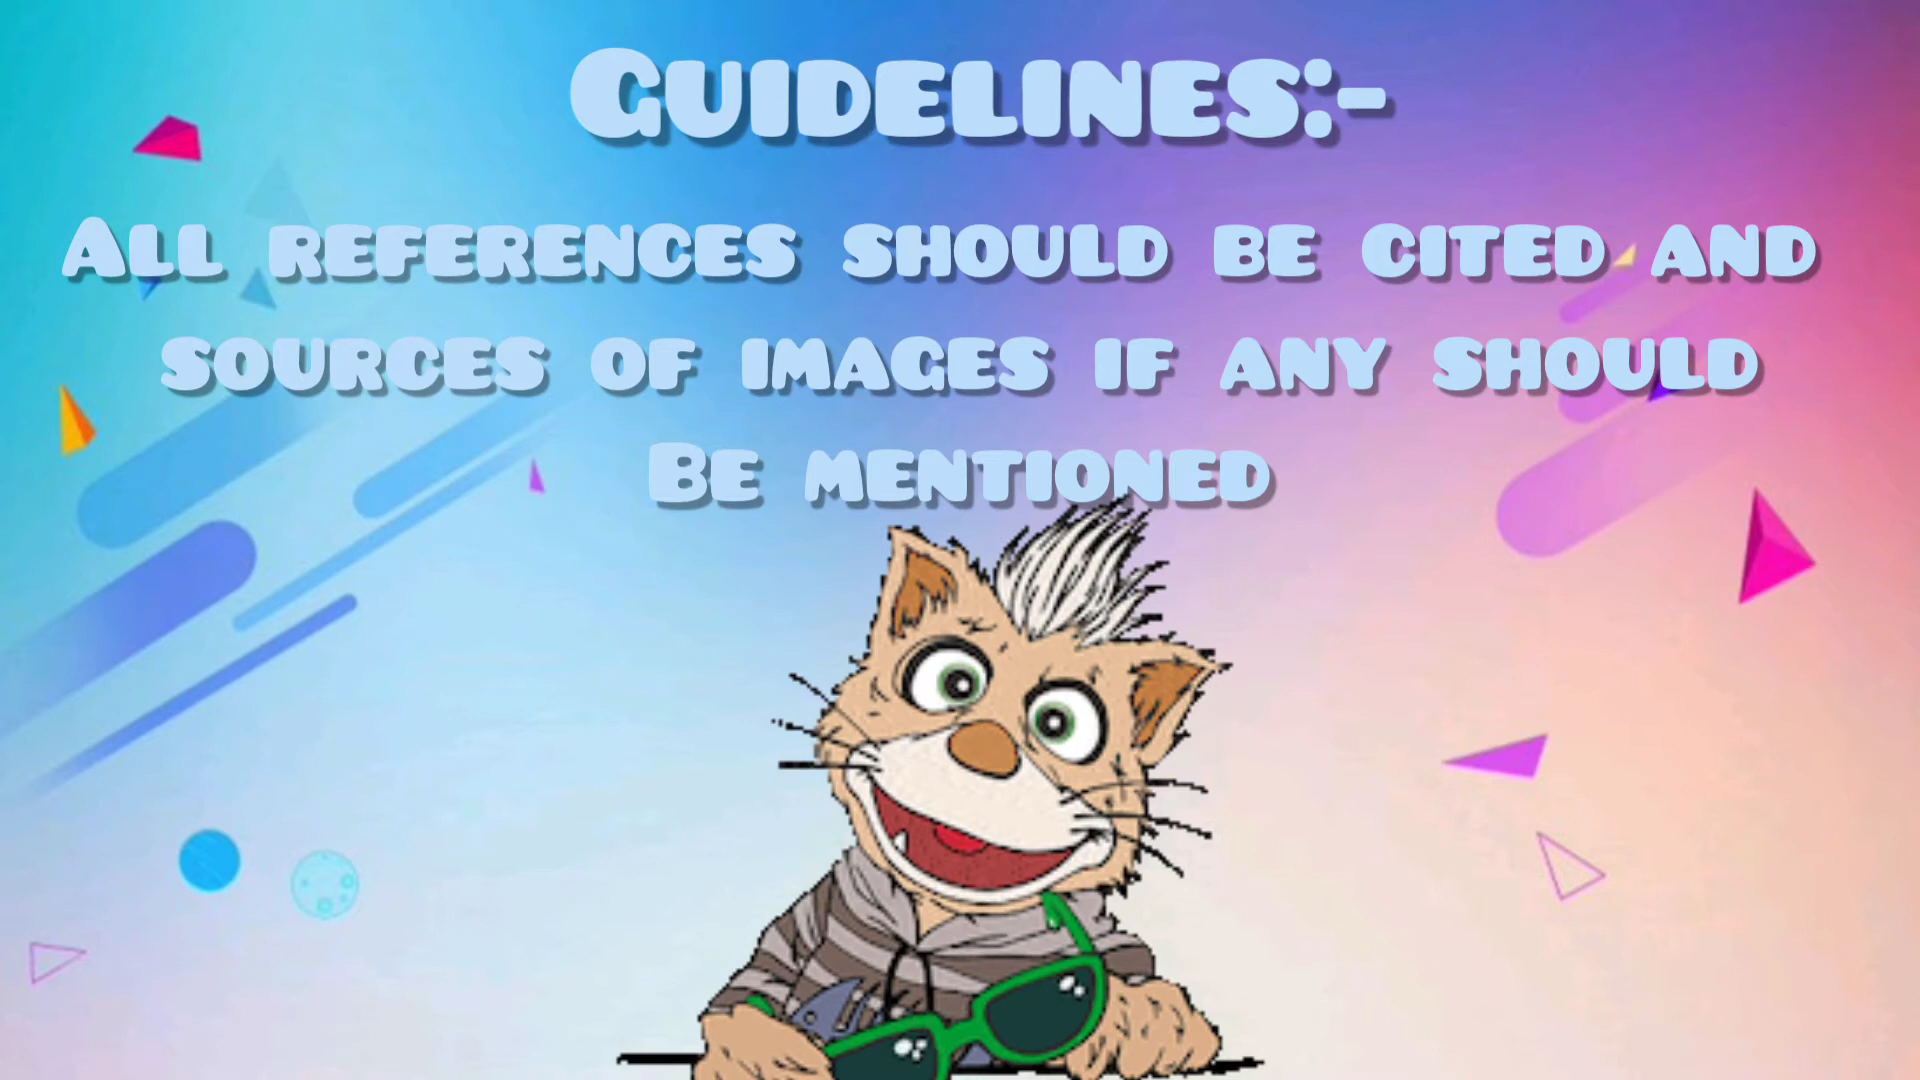 Guidelines:-
All references should be cited and
sources of images if any should
Be mentioned